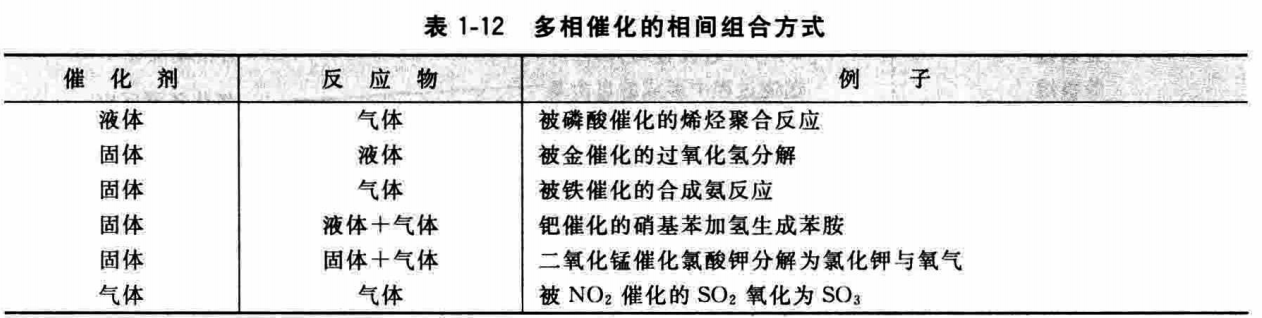 表 1-12 多相催化的相间组合方式
催 化 剂 反 应 物 例 子
液体 气体 被磷酸催化的烯烃聚合反应
固体 液体 被金催化的过氧化氢分解
固体 气体 被铁催化的合成氨反应
固体 液体＋气体 钯催化的硝基苯加氢生成苯胺
固体 固体＋气体 二氧化锰催化氯酸钾分解为氯化钾与氧气
气体 气体 被 NO₂ 催化的 SO₂ 氧化为 SO₃